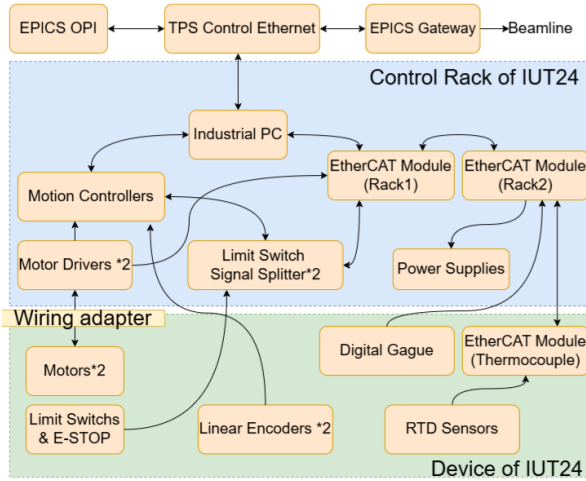 EPICS OPI
TPS Control Ethernet
EPICS Gateway
Beamline
Control Rack of IUT24
Industrial PC
EtherCAT Module
(Rack1)
EtherCAT Module
(Rack2)
Motion Controllers
Motor Drivers *2
Limit Switch
Signal Splitter*2
Power Supplies
Wiring adapter
Motors*2
Digital Gague
EtherCAT Module
(Thermocouple)
Limit Switchs
& E-STOP
Linear Encoders *2
RTD Sensors
Device of IUT24